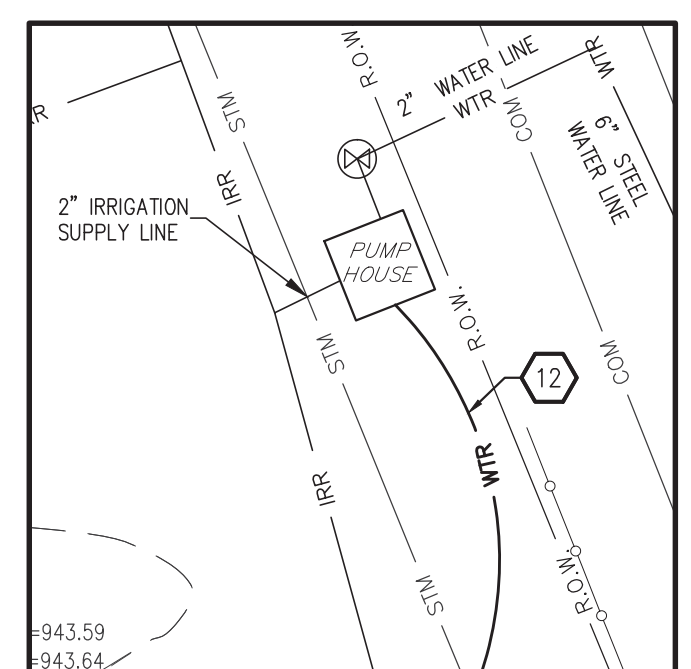 R.O.W
WATER LINE
2"
WTR
WTR
STM
COM
6" STEEL
WATER LINE
IRR
2" IRRIGATION
SUPPLY LINE
PUMP
HOUSE
R.O.W.
STM
COM
12
WTR
IRR
R.O.W.
STM
=943.59
=943.64